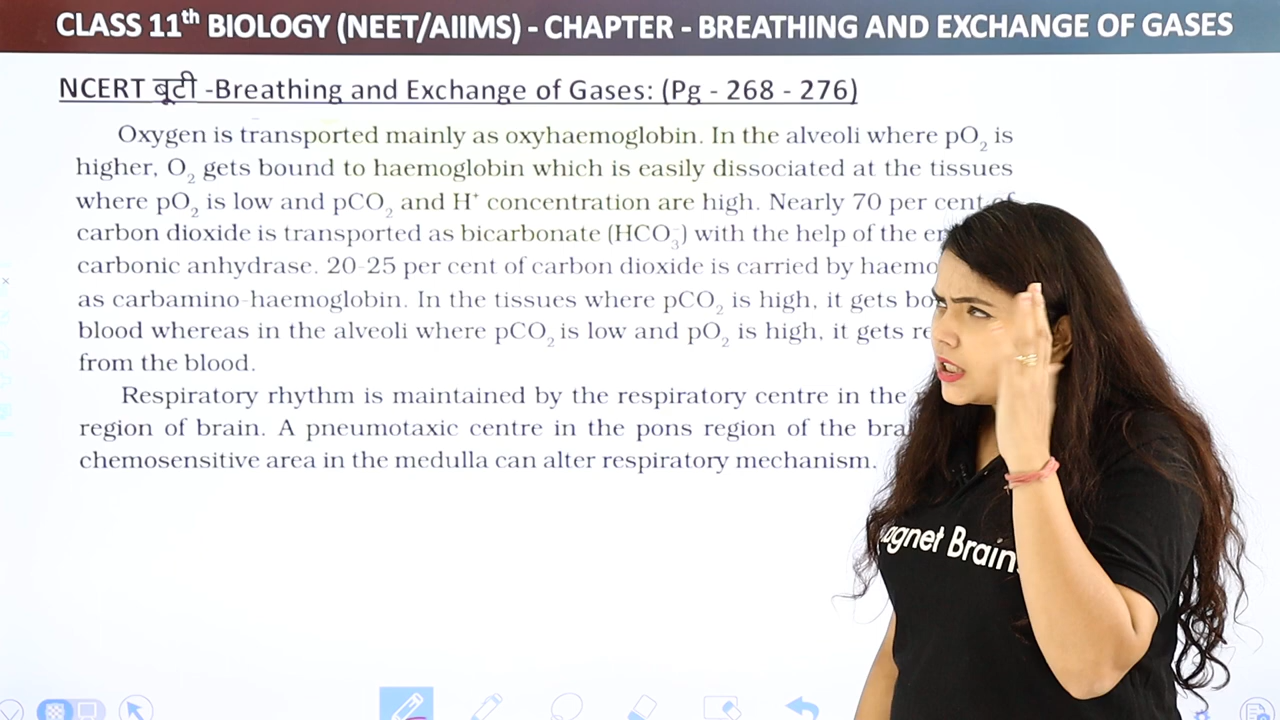 CLASS 11th BIOLOGY (NEET/AIIMS) - CHAPTER - BREATHING AND EXCHANGE OF GASES
NCERT बूटी -Breathing and Exchange of Gases: (Pg - 268 - 276)
Oxygen is transported mainly as oxyhaemoglobin. In the alveoli where pO₂ is
higher, O₂ gets bound to haemoglobin which is easily dissociated at the tissues
where pO₂ is low and pCO₂ and H⁺ concentration are high. Nearly 70 per cent of
carbon dioxide is transported as bicarbonate (HCO₃⁻) with the help of the
carbonic anhydrase. 20-25 per cent of carbon dioxide is carried by
as carbamino-haemoglobin. In the tissues where pCO₂ is high, it gets
blood whereas in the alveoli where pCO₂ is low and pO₂ is high, it gets
from the blood.
Respiratory rhythm is maintained by the respiratory centre in the
region of brain. A pneumotaxic centre in the pons region of the
chemosensitive area in the medulla can alter respiratory mechanism.
agnet Brain